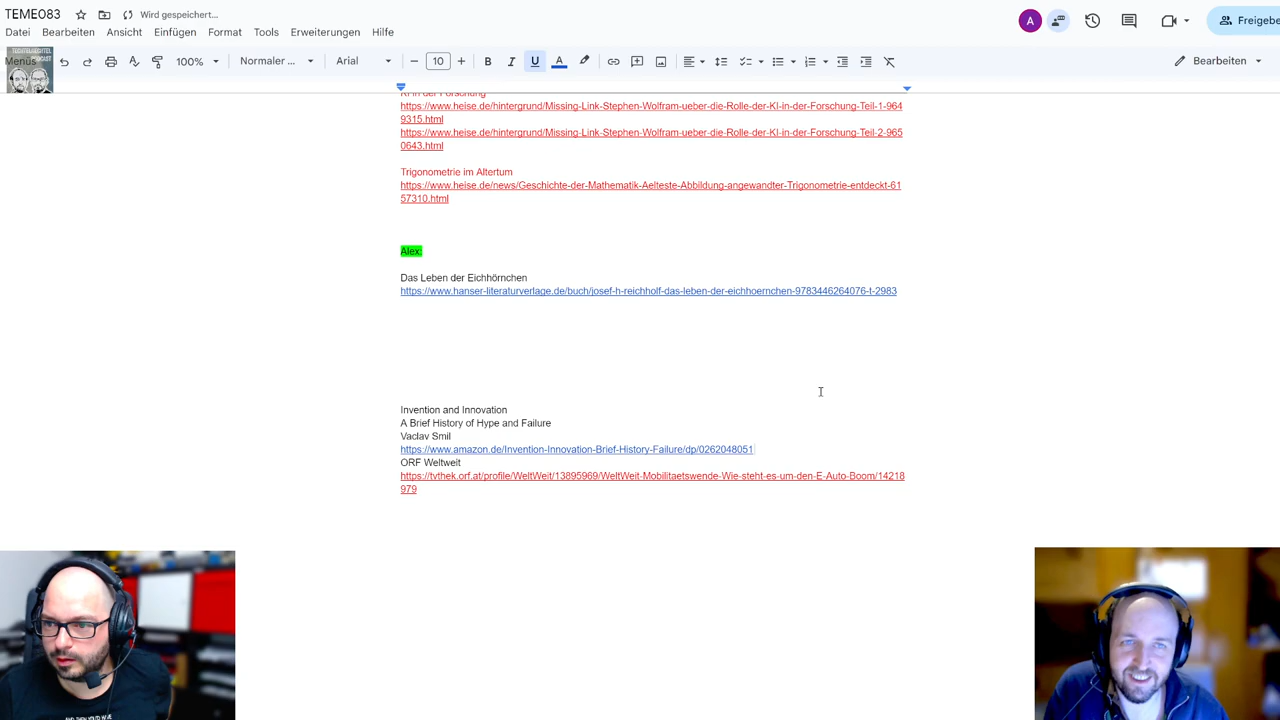 TEME083
Wird gespeichert...
Freigebe
Datei
Bearbeiten
Ansicht
Einfügen
Format
Tools
Erweiterungen
Hilfe
A
Menüs
100%
Normaler ...
Arial
10
B
I
U
A
Bearbeiten
KI in der Forschung
https://www.heise.de/hintergrund/Missing-Link-Stephen-Wolfram-ueber-die-Rolle-der-KI-in-der-Forschung-Teil-1-964
9315.html
https://www.heise.de/hintergrund/Missing-Link-Stephen-Wolfram-ueber-die-Rolle-der-KI-in-der-Forschung-Teil-2-965
0643.html
Trigonometrie im Altertum
https://www.heise.de/news/Geschichte-der-Mathematik-Aelteste-Abbildung-angewandter-Trigonometrie-entdeckt-61
57310.html
Alex:
Das Leben der Eichhörnchen
https://www.hanser-literaturverlage.de/buch/josef-h-reichholf-das-leben-der-eichhoernchen-9783446264076-t-2983
Invention and Innovation
A Brief History of Hype and Failure
Vaclav Smil
https://www.amazon.de/Invention-Innovation-Brief-History-Failure/dp/0262048051
ORF Weltweit
https://tvthek.orf.at/profile/WeltWeit/13895969/WeltWeit-Mobilitaetswende-Wie-steht-es-um-den-E-Auto-Boom/14218
979